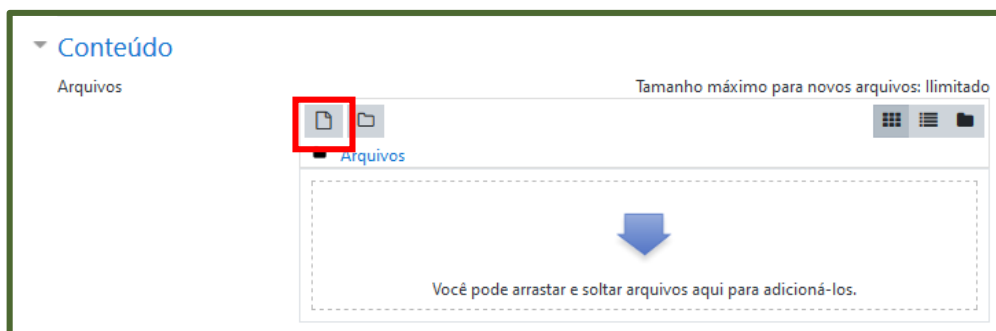 Conteúdo
Arquivos
Tamanho máximo para novos arquivos: Ilimitado
Arquivos
Você pode arrastar e soltar arquivos aqui para adicioná-los.